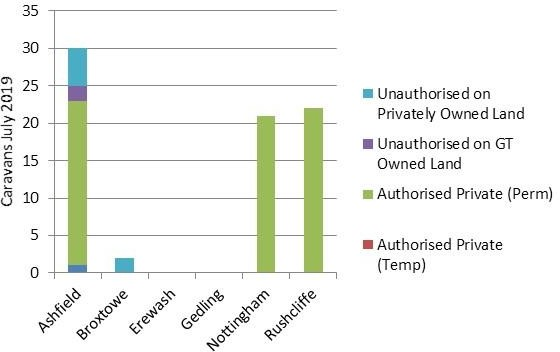 Caravans July 2019
35
30
25
20
15
10
5
0
Ashfield
Broxtowe
Erewash
Gedling
Nottingham
Rushcliffe
Unauthorised on
Privately Owned Land
Unauthorised on GT
Owned Land
Authorised Private (Perm)
Authorised Private
(Temp)